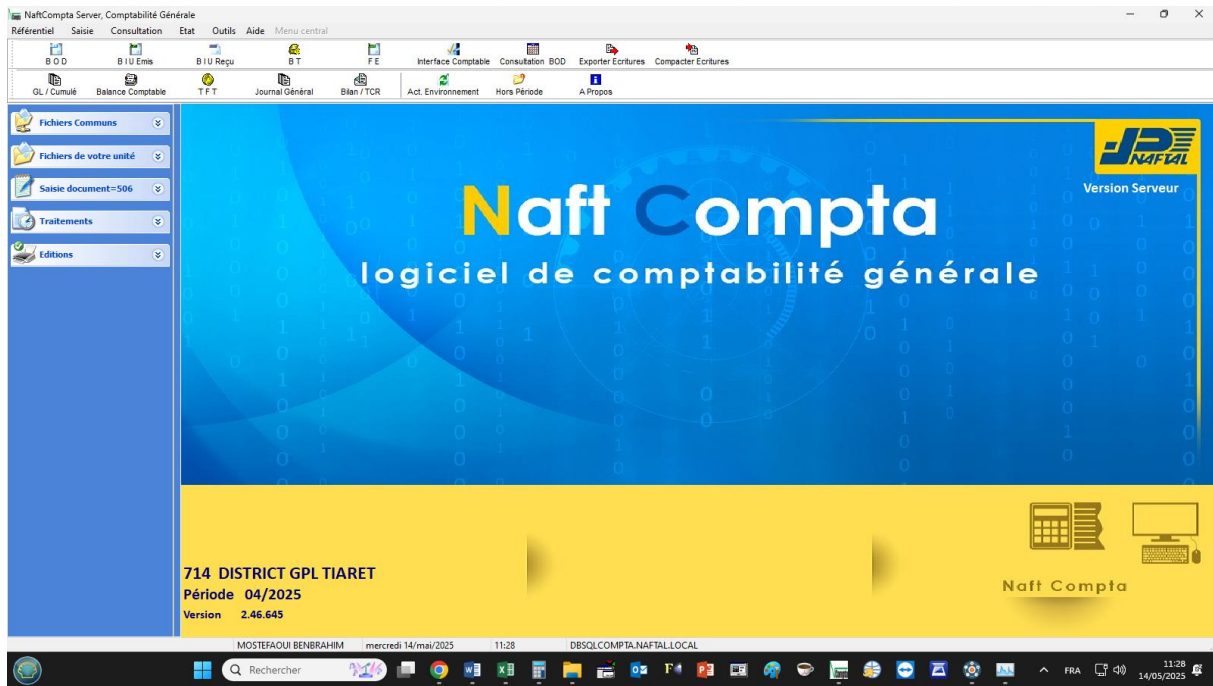 NaftCompta Server, Comptabilité Générale
Référentiel Saisie Consultation Etat Outils Aide Menu central
B O D B I U Emis B I U Reçu B T F E Interface Comptable Consultation BOD Exporter Ecritures Compacter Ecritures
GL / Cumulé Balance Comptable T F T Journal Général Bilan / TCR Act. Environnement Hors Période A Propos
Fichiers Communs
Fichiers de votre unité
Saisie document=506
Traitements
Editions
NAFTAL
Version Serveur
Naft Compta
logiciel de comptabilité générale
714 DISTRICT GPL TIARET
Période 04/2025
Version 2.46.645
Naft Compta
MOSTEFAOUI BENBRAHIM mercredi 14/mai/2025 11:28 DBSQLCOMPTA.NAFTAL.LOCAL
Rechercher FRA 11:28
14/05/2025